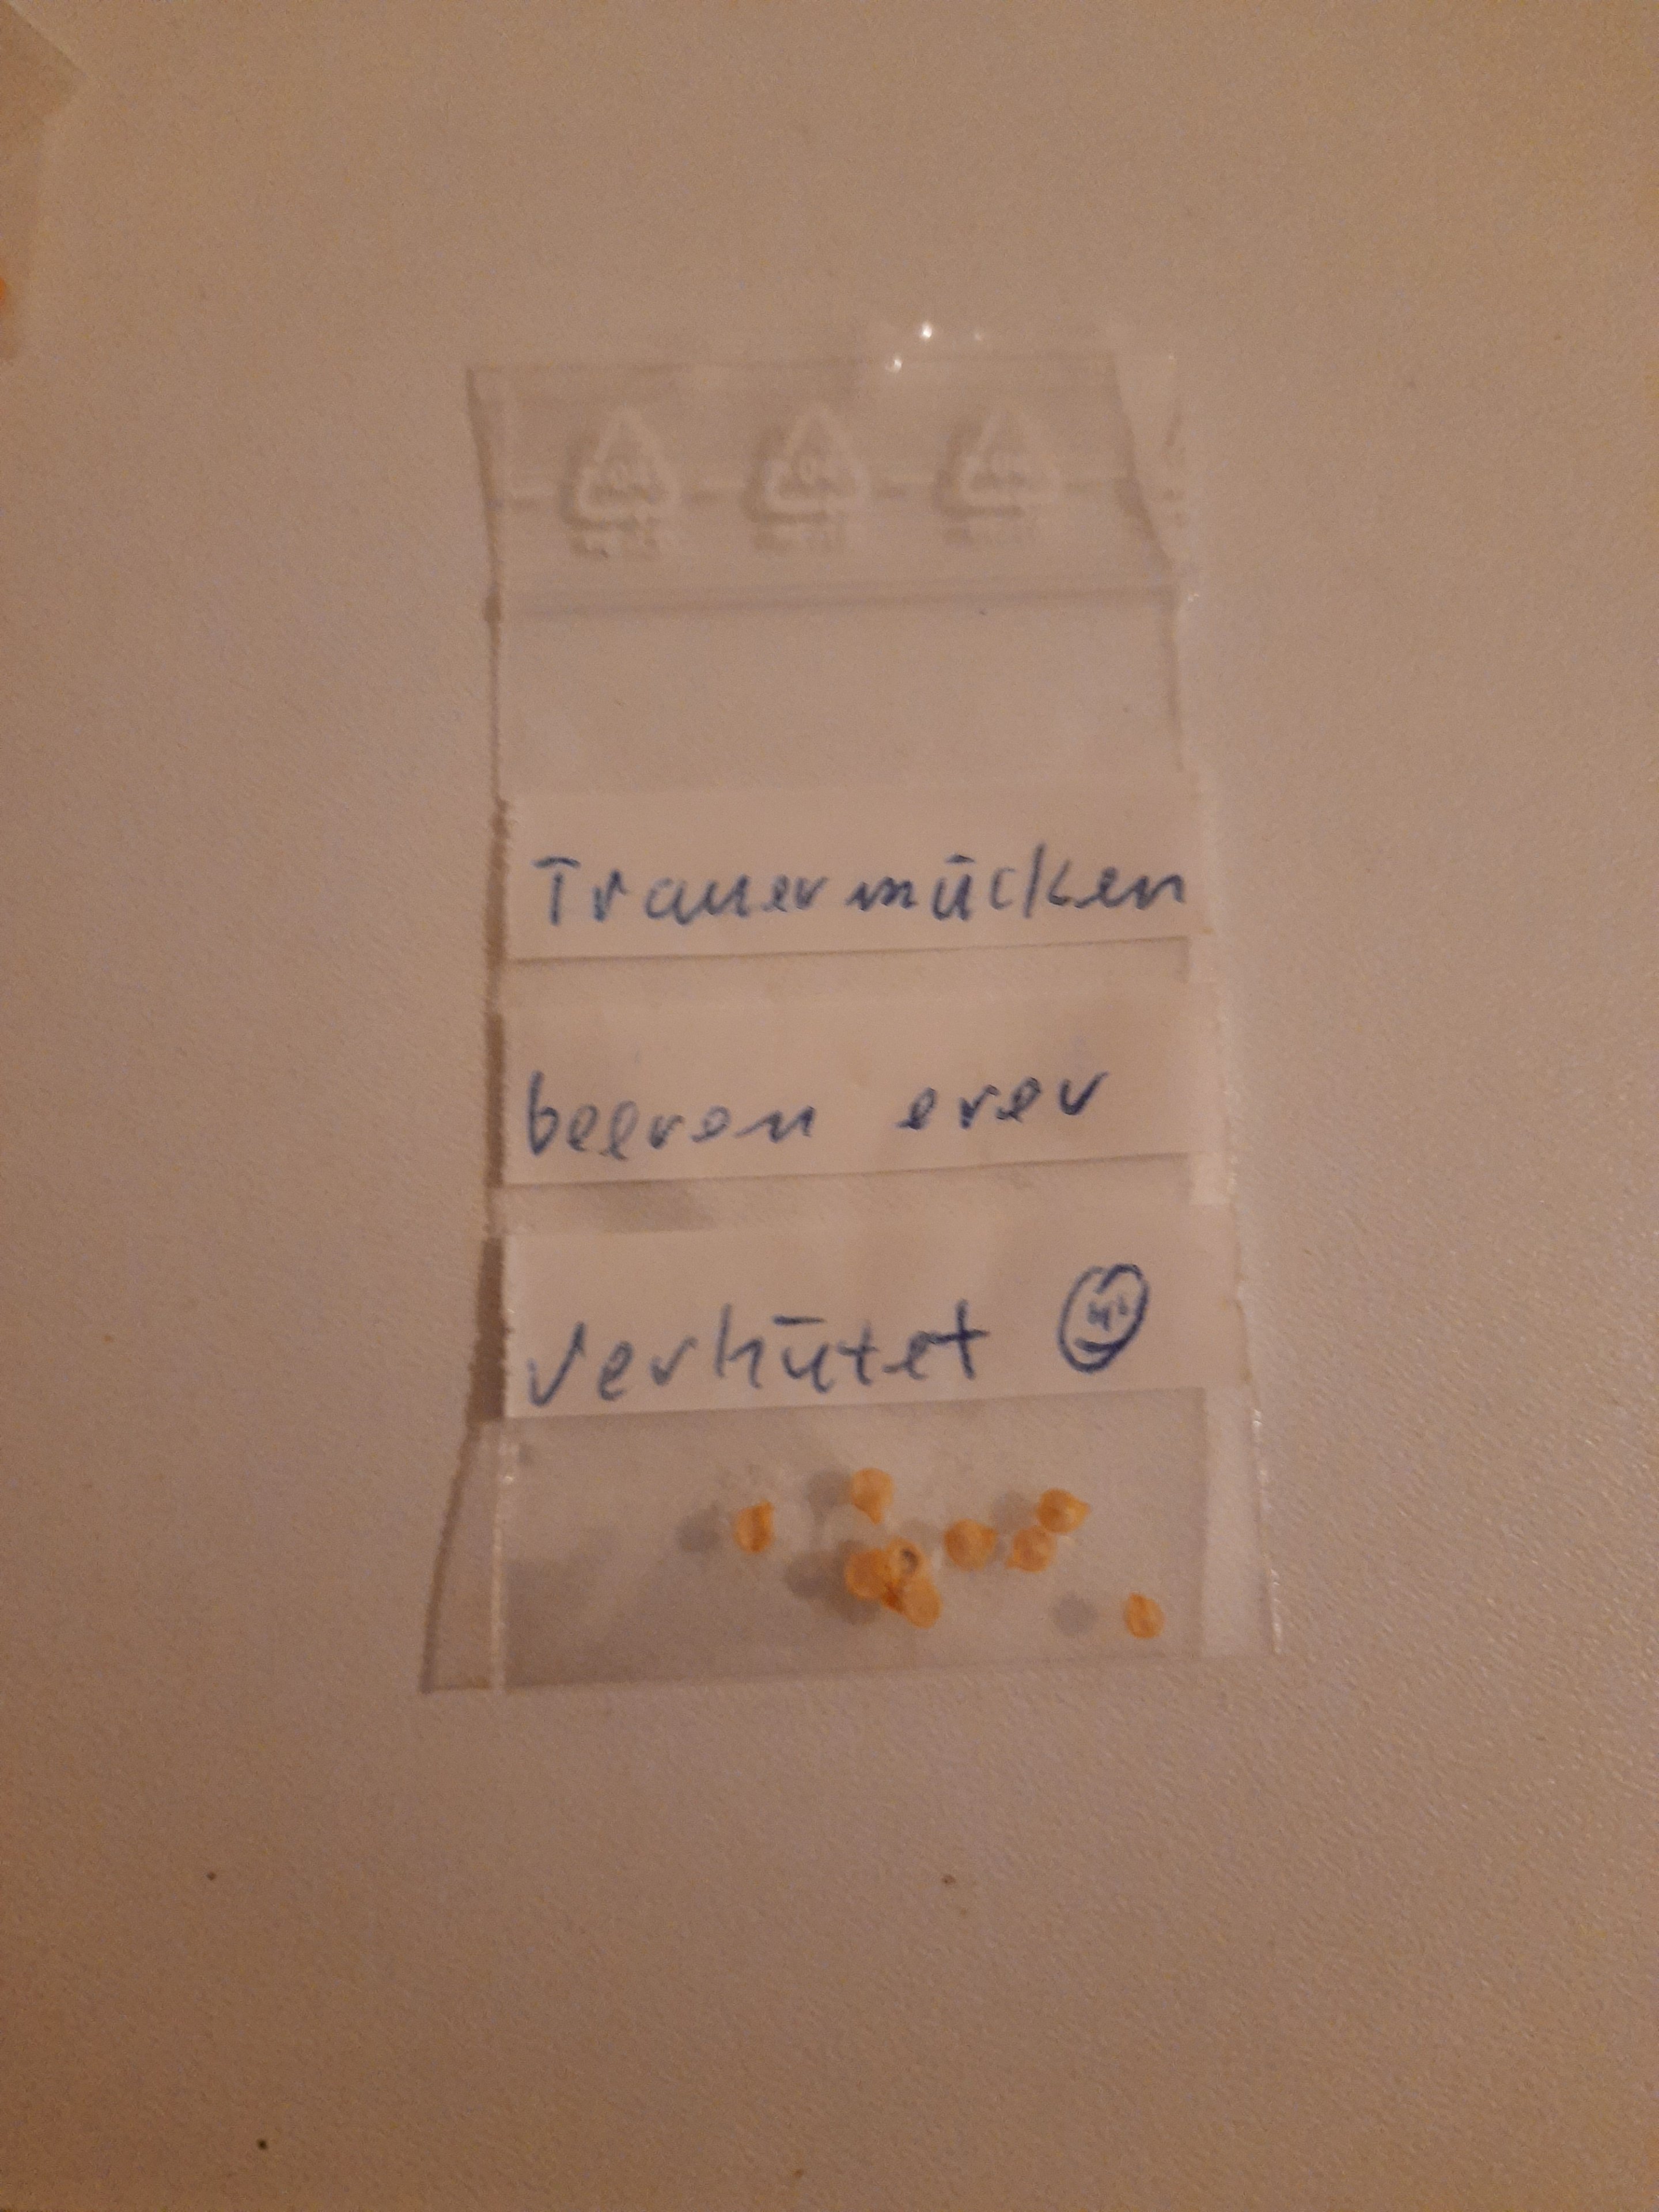 Trauermücken
beeren erer
verhütet